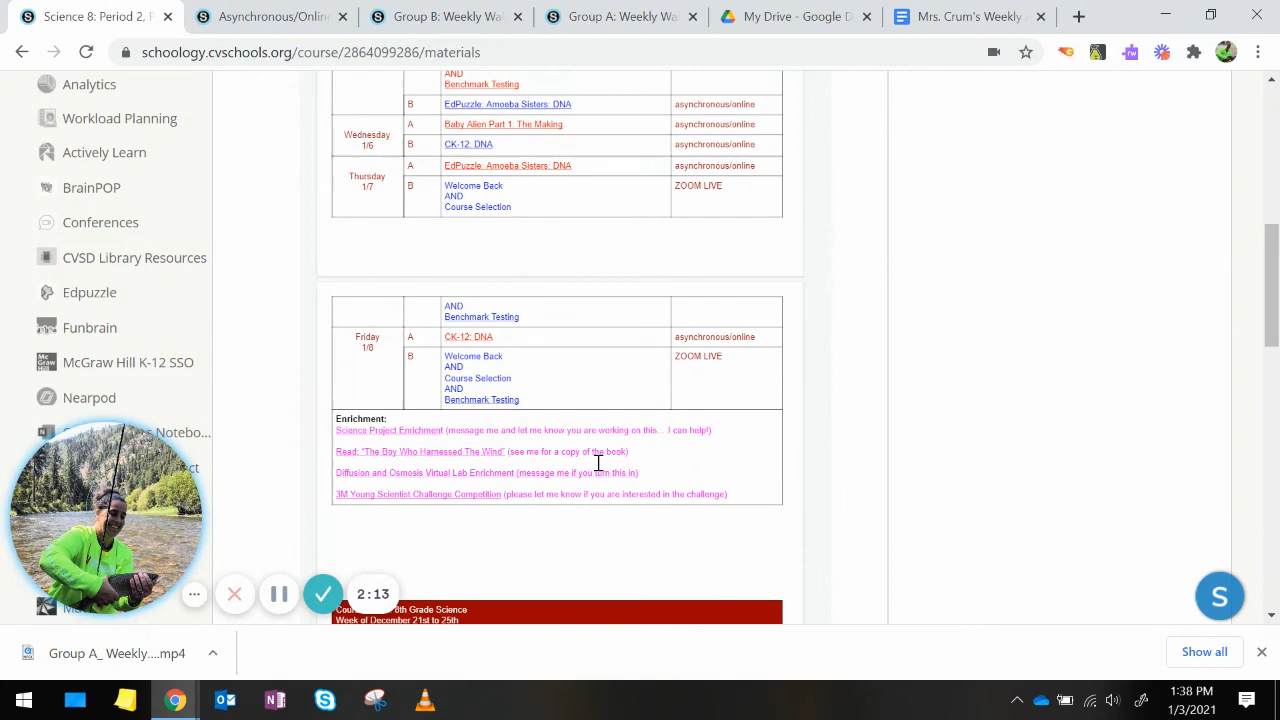 Science 8: Period 2, P
Asynchronous/Onlin
Group B: Weekly Wal
Group A: Weekly Wal
My Drive - Google D
Mrs. Crum's Weekly
schoology.cvschools.org/course/2864099286/materials
Analytics
Workload Planning
Actively Learn
BrainPOP
Conferences
CVSD Library Resources
Edpuzzle
Funbrain
McGraw Hill K-12 SSO
Nearpod
AND
Benchmark Testing
B EdPuzzle: Amoeba Sisters: DNA asynchronous/online
Wednesday 1/6
A Baby Alien Part 1: The Making asynchronous/online
B CK-12: DNA asynchronous/online
Thursday 1/7
A EdPuzzle: Amoeba Sisters: DNA asynchronous/online
B Welcome Back ZOOM LIVE
AND
Course Selection
AND
Benchmark Testing
Friday 1/8
A CK-12: DNA asynchronous/online
B Welcome Back ZOOM LIVE
AND
Course Selection
AND
Benchmark Testing
Enrichment:
Science Project Enrichment (message me and let me know you are working on this....I can help!)
Read: "The Boy Who Harnessed The Wind" (see me for a copy of the book)
Diffusion and Osmosis Virtual Lab Enrichment (message me if you turn this in)
3M Young Scientist Challenge Competition (please let me know if you are interested in the challenge)
8th Grade Science
Week of December 21st to 25th
2:13
S
Group A_ Weekly....mp4
Show all
1:38 PM
1/3/2021